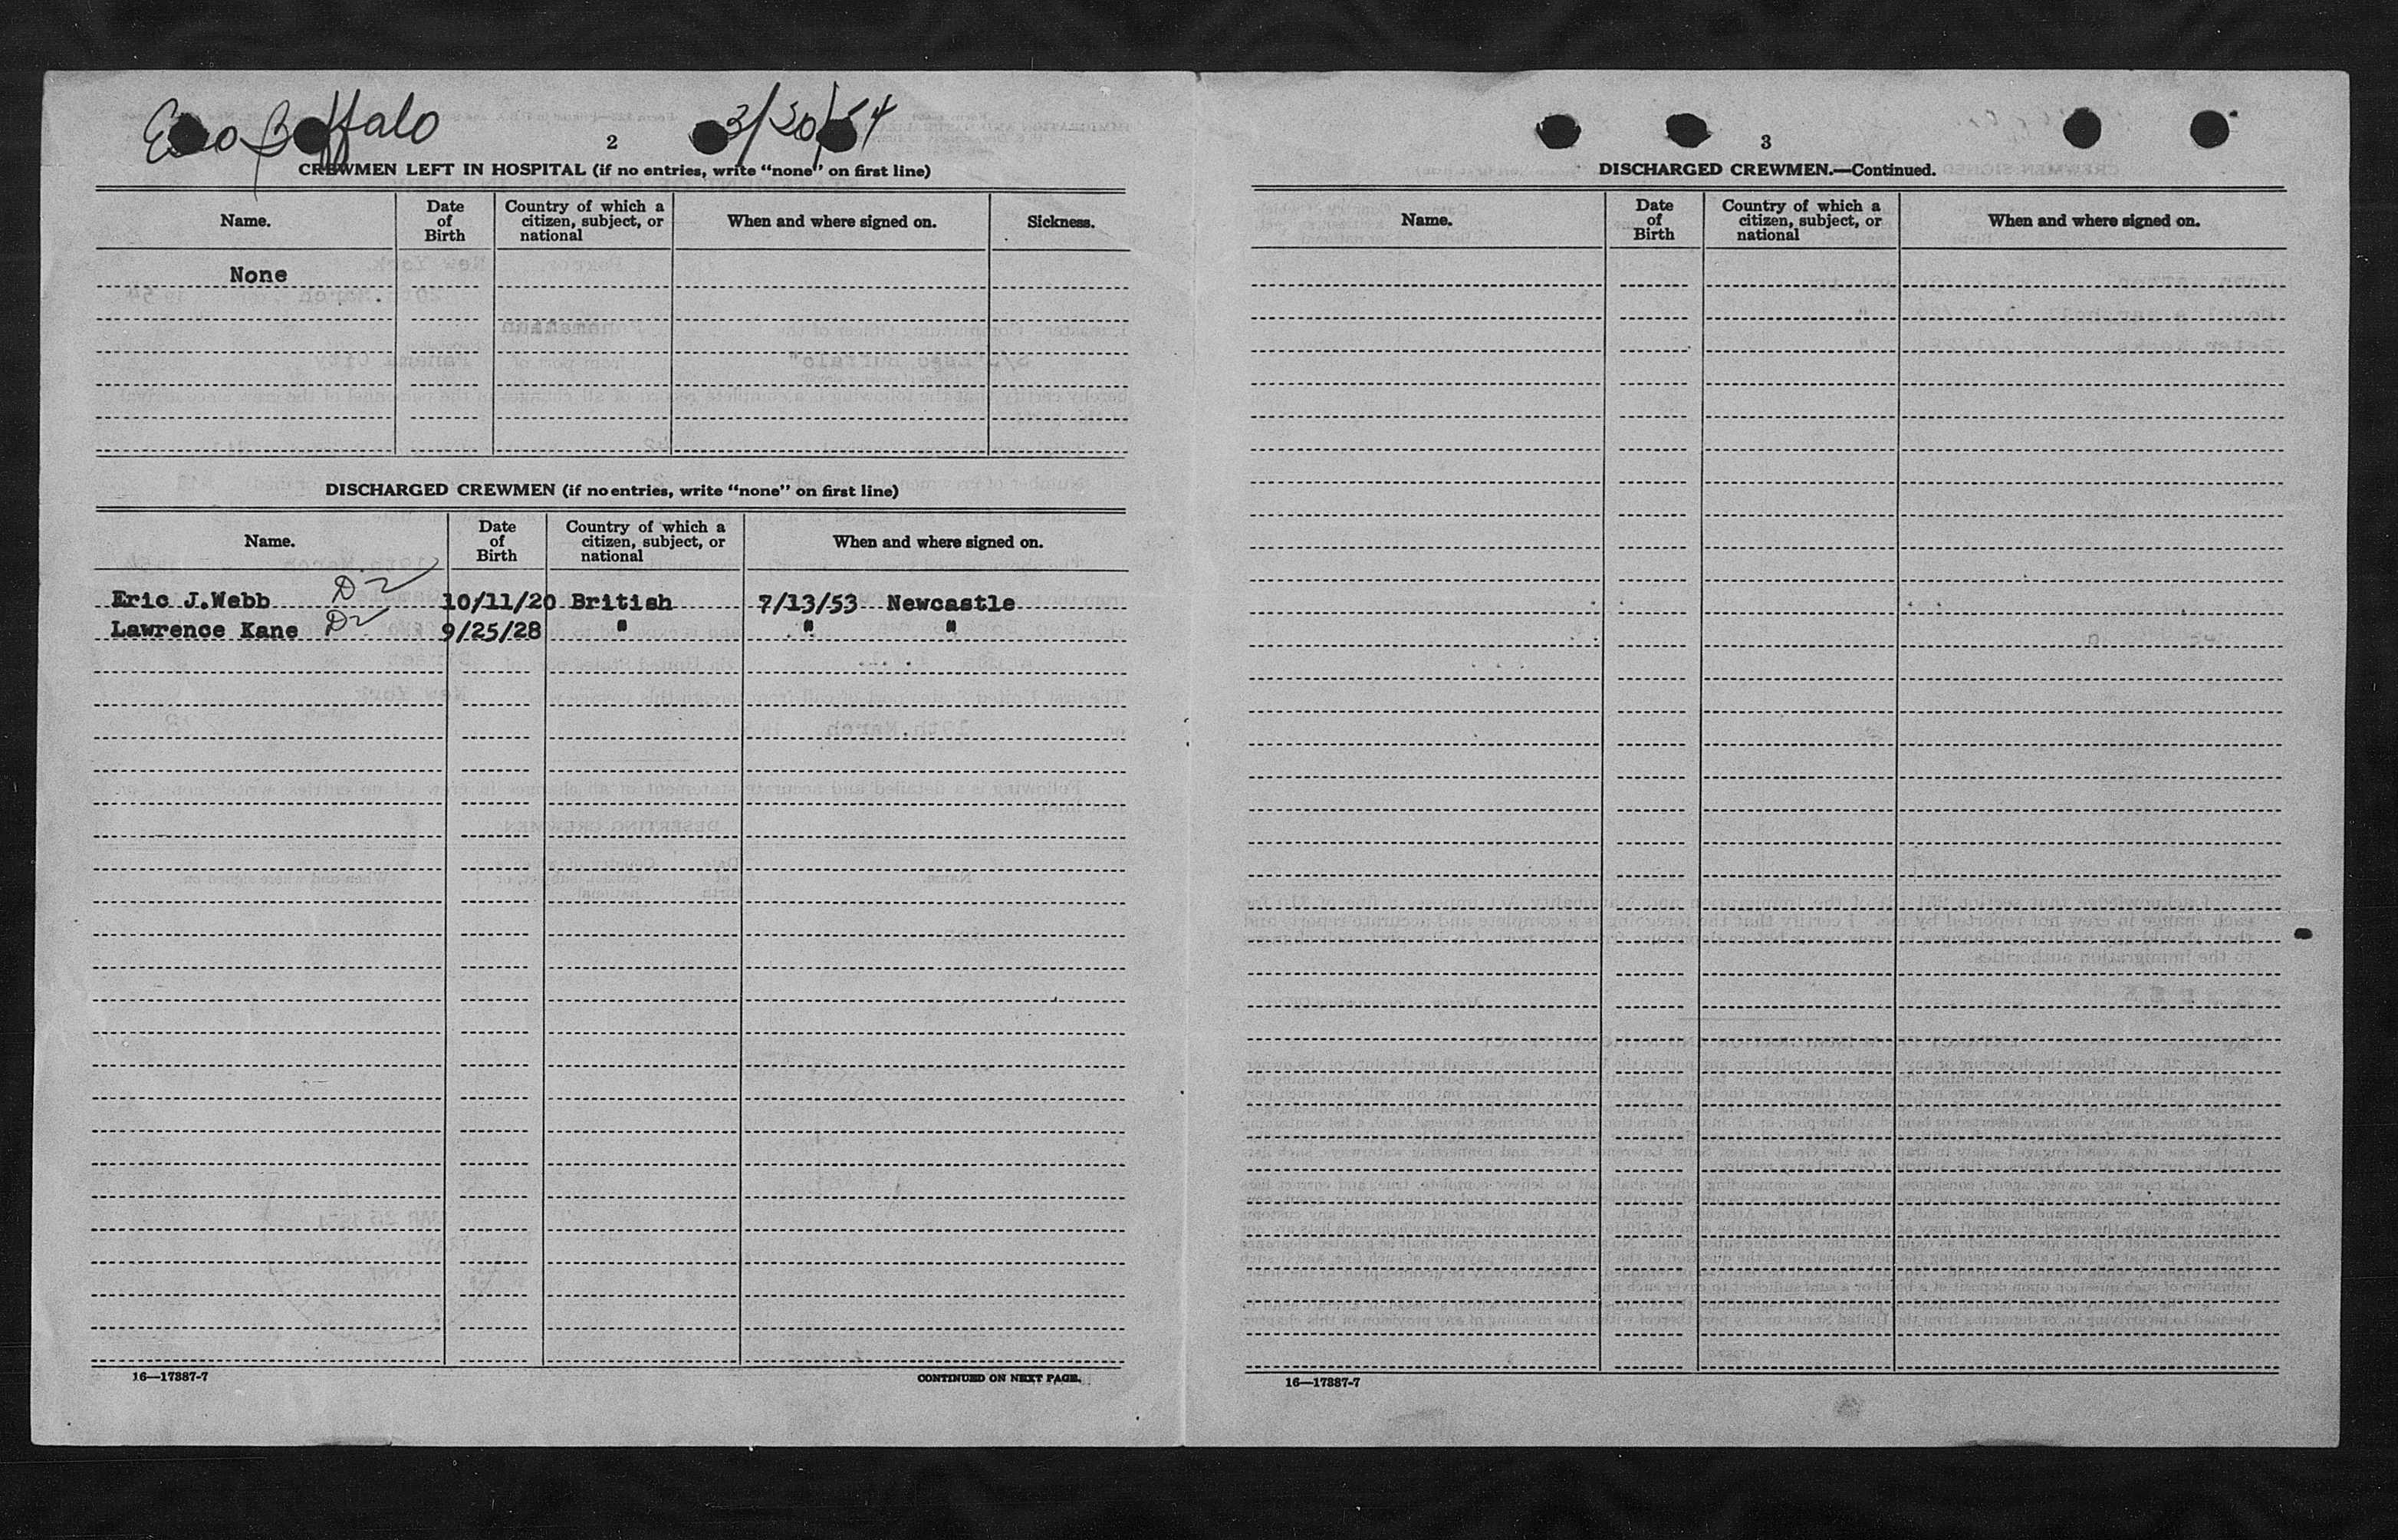 Esso Buffalo 3/20/54
2
CREWMEN LEFT IN HOSPITAL (if no entries, write "none" on first line)
Name.
Date of Birth
Country of which a citizen, subject, or national
When and where signed on.
Sickness.
None
DISCHARGED CREWMEN (if no entries, write "none" on first line)
Name.
Date of Birth
Country of which a citizen, subject, or national
When and where signed on.
Eric J.Webb D2 10/11/20 British 7/13/53 Newcastle
Lawrence Kane D2 9/25/28 " " "
16—17387-7
CONTINUED ON NEXT PAGE.
3
DISCHARGED CREWMEN.—Continued.
Name.
Date of Birth
Country of which a citizen, subject, or national
When and where signed on.
16—17387-7